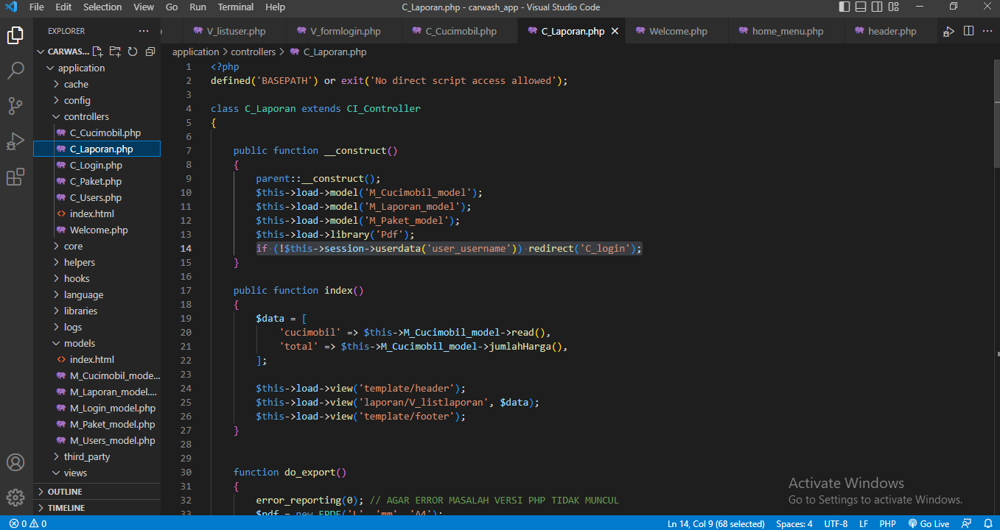 File Edit Selection View Go Run Terminal Help C_Laporan.php - carwash_app - Visual Studio Code
EXPLORER ···
V_listuser.php V_formlogin.php C_Cucimobil.php C_Laporan.php Welcome.php home_menu.php header.php
CARWAS...
application > controllers > C_Laporan.php
application
cache
config
controllers
C_Cucimobil.php
C_Laporan.php
C_Login.php
C_Paket.php
C_Users.php
index.html
Welcome.php
core
helpers
hooks
language
libraries
logs
models
index.html
M_Cucimobil_mode...
M_Laporan_model....
M_Login_model.php
M_Paket_model.php
M_Users_model.php
third_party
views
OUTLINE
TIMELINE
1 <?php
2 defined('BASEPATH') or exit('No direct script access allowed');
3
4 class C_Laporan extends CI_Controller
5 {
6
7 public function __construct()
8 {
9 parent::__construct();
10 $this->load->model('M_Cucimobil_model');
11 $this->load->model('M_Laporan_model');
12 $this->load->model('M_Paket_model');
13 $this->load->library('Pdf');
14 if (!$this->session->userdata('user_username')) redirect('C_login');
15 }
16
17 public function index()
18 {
19 $data = [
20 'cucimobil' => $this->M_Cucimobil_model->read(),
21 'total' => $this->M_Cucimobil_model->jumlahHarga(),
22 ];
23
24 $this->load->view('template/header');
25 $this->load->view('laporan/V_listlaporan', $data);
26 $this->load->view('template/footer');
27 }
28
29
30 function do_export()
31 {
32 error_reporting(0); // AGAR ERROR MASALAH VERSI PHP TIDAK MUNCUL
33 $pdf = new FPDF('L', 'mm', 'A4');
Activate Windows
Go to Settings to activate Windows.
0 0 Ln 14, Col 9 (68 selected) Spaces: 4 UTF-8 LF PHP Go Live